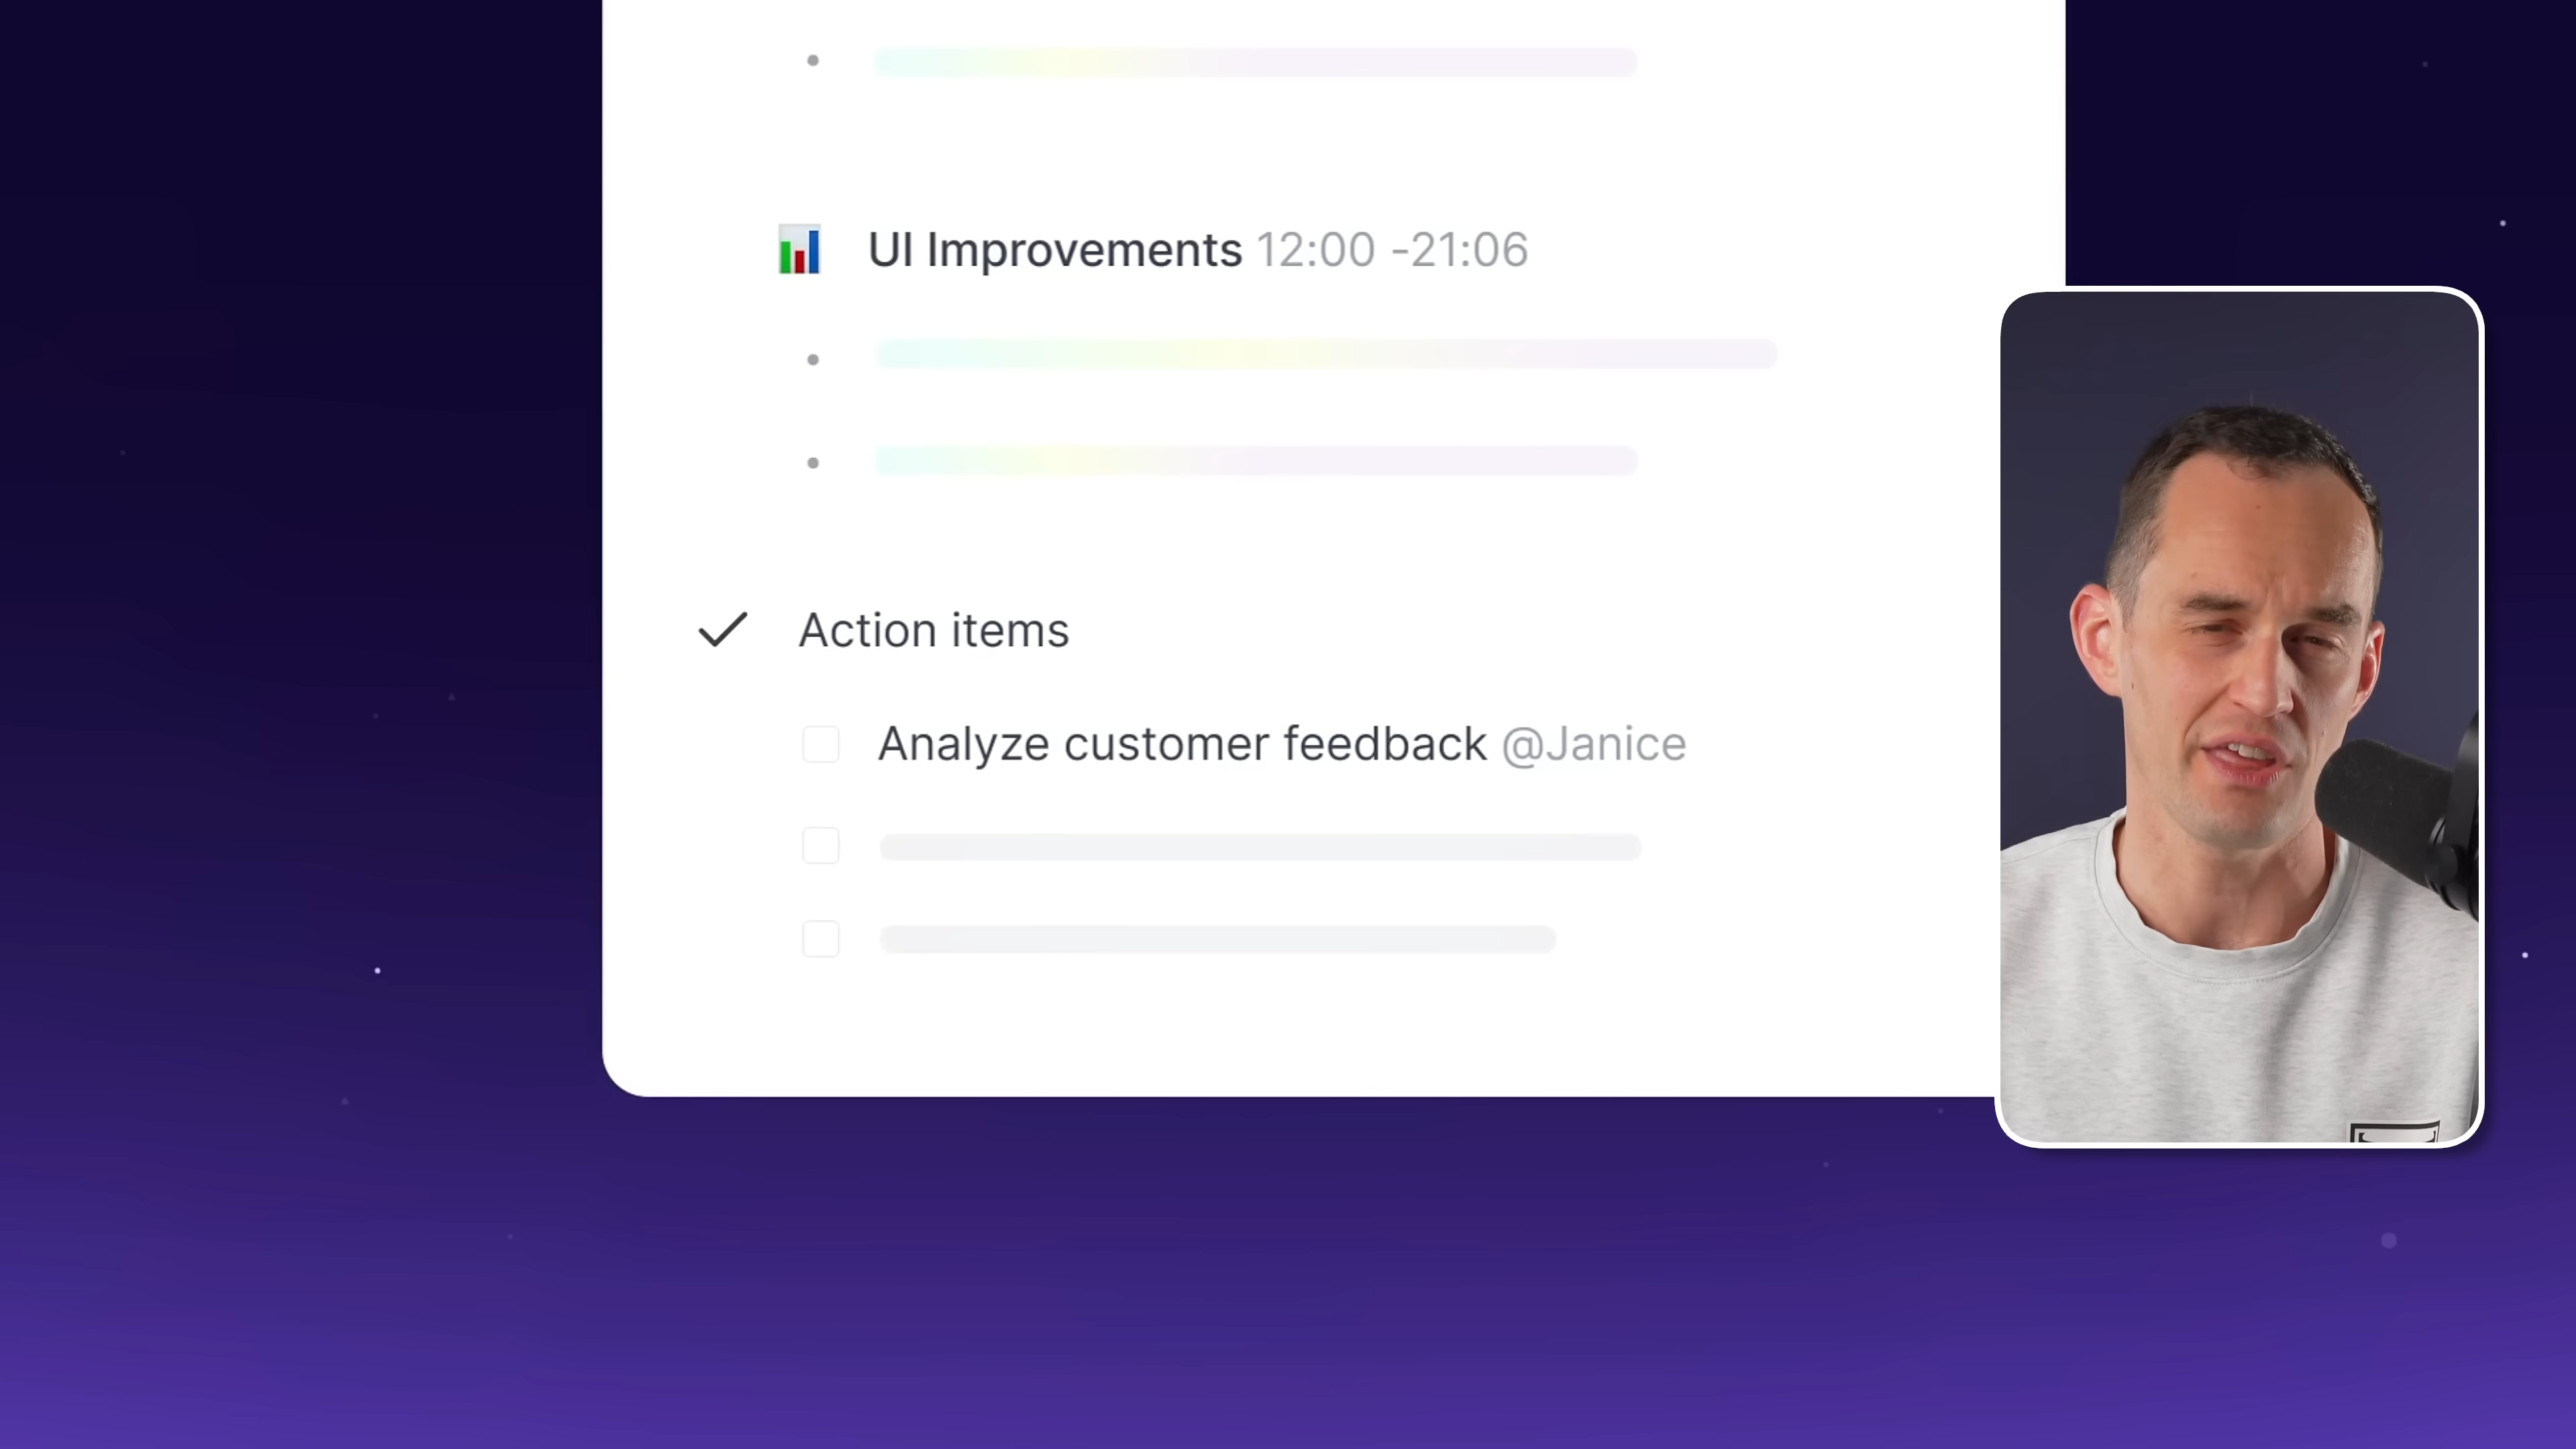 UI Improvements 12:00 -21:06
Action items
Analyze customer feedback @Janice